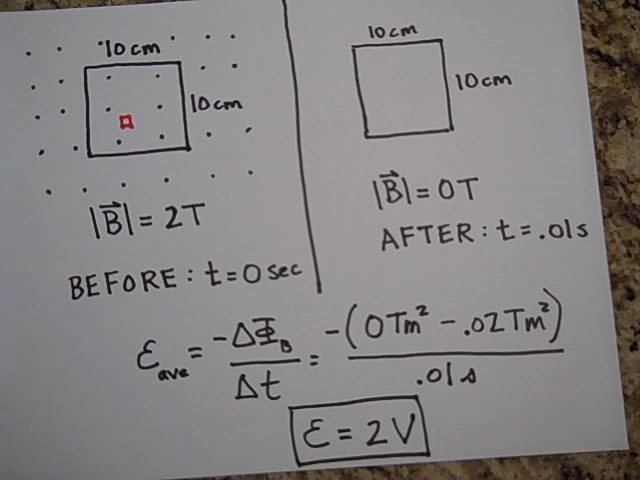 10cm
10cm
|B⃗| = 2T
BEFORE: t=0 sec
10cm
10cm
|B⃗| = 0T
AFTER: t=.01s
ℰave = -ΔΦB / Δt = -(0Tm² - .02Tm²) / .01s
ℰ = 2V